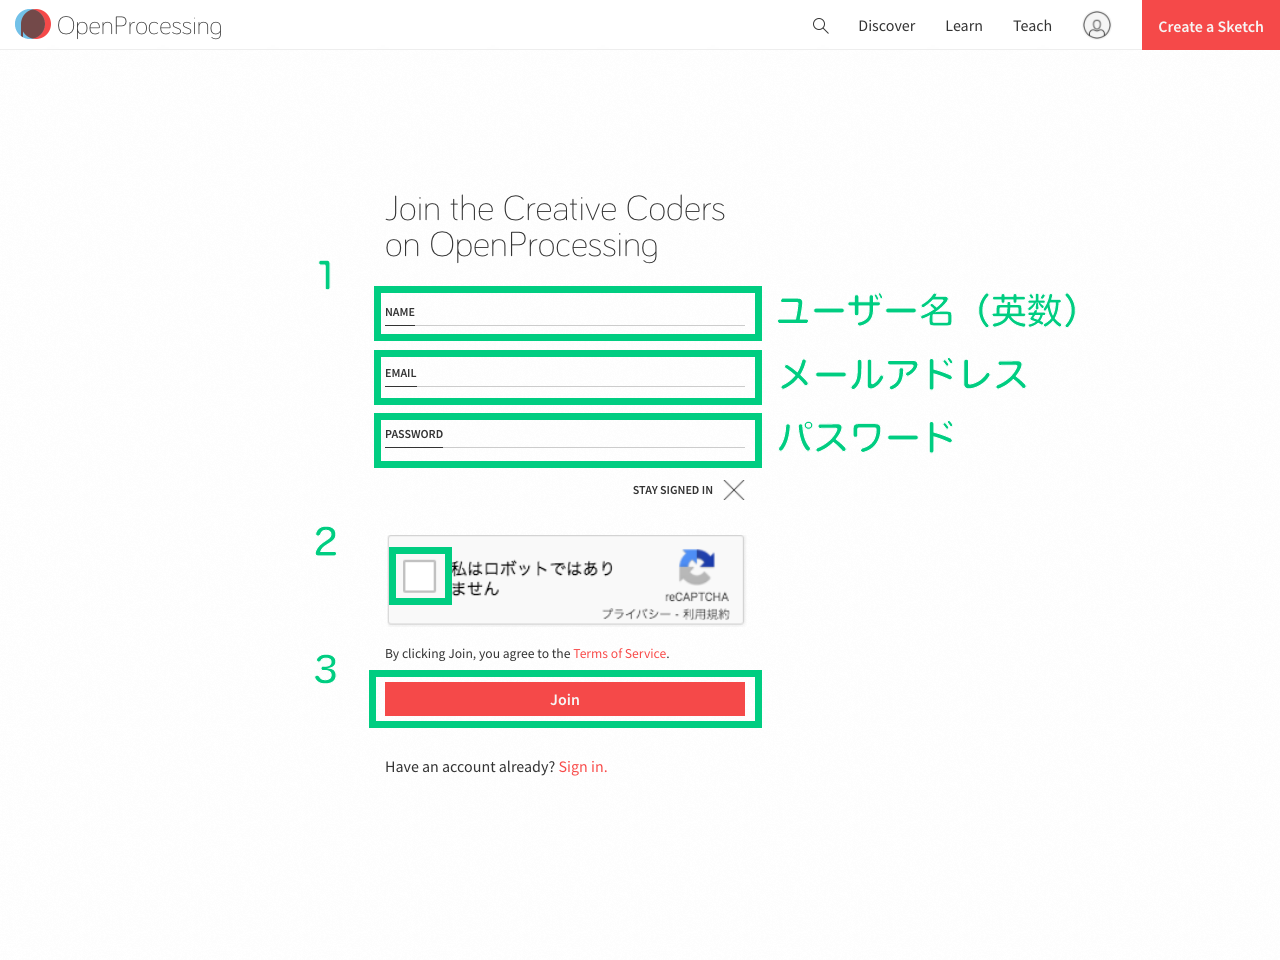 OpenProcessing
Discover
Learn
Teach
Create a Sketch
Join the Creative Coders
on OpenProcessing
1
NAME
ユーザー名（英数）
EMAIL
メールアドレス
PASSWORD
パスワード
STAY SIGNED IN
2
私はロボットではあり
ません
reCAPTCHA
プライバシー - 利用規約
By clicking Join, you agree to the Terms of Service.
3
Join
Have an account already? Sign in.